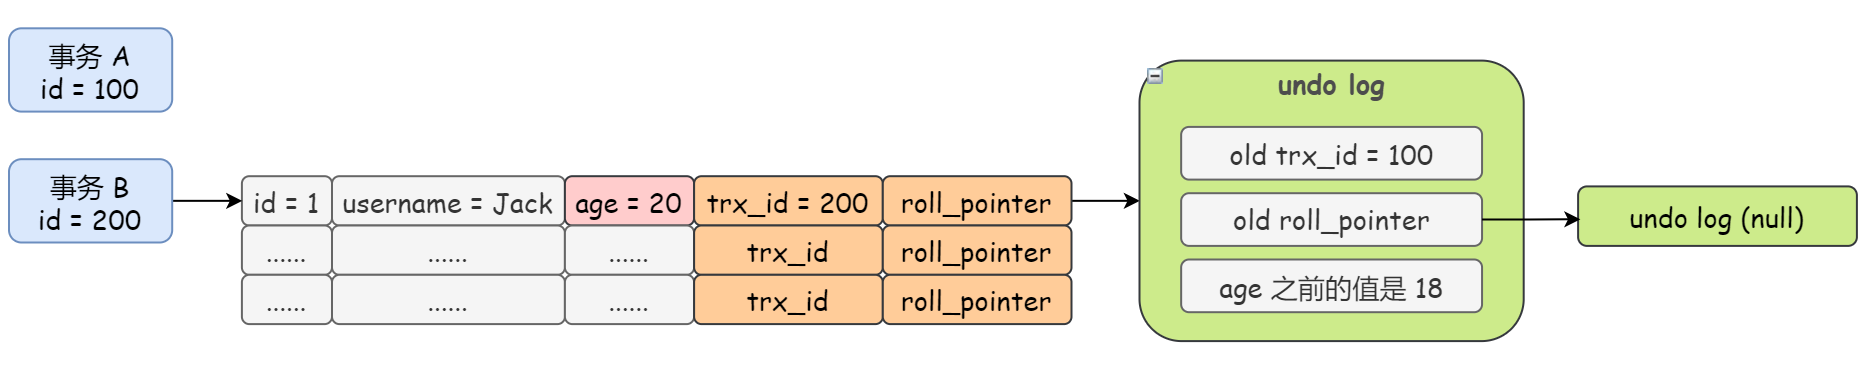 事务 A
id = 100
事务 B
id = 200
id = 1 username = Jack age = 20 trx_id = 200 roll_pointer
...... ...... ...... trx_id roll_pointer
...... ...... ...... trx_id roll_pointer
undo log
old trx_id = 100
old roll_pointer
age 之前的值是 18
undo log (null)